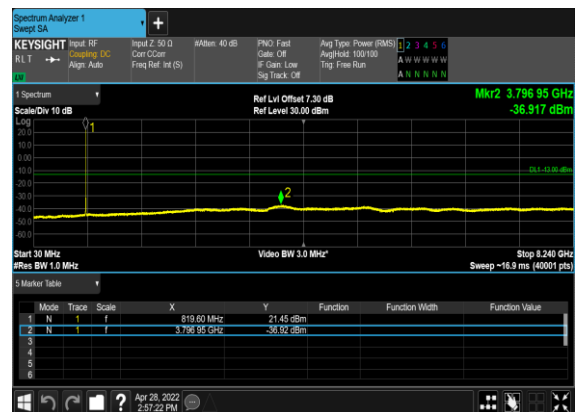 Spectrum Analyzer 1
Swept SA
+
KEYSIGHT Input: RF Input Z: 50 Ω #Atten: 40 dB PNO: Fast Avg Type: Power (RMS) 1 2 3 4 5 6
RLT Coupling: DC Corr CCorr Gate: Off Avg|Hold: 100/100 A W W W W W
Align: Auto Freq Ref: Int (S) IF Gain: Low Trig: Free Run
Sig Track: Off A N N N N N
1 Spectrum Ref Lvl Offset 7.30 dB Mkr2 3.796 95 GHz
Scale/Div 10 dB Ref Level 30.00 dBm -36.917 dBm
Log
20.0
10.0
0.00
-10.0
-20.0
-30.0
-40.0
-50.0
-60.0
1
DL1 -13.00 dBm
2
Start 30 MHz Video BW 3.0 MHz* Stop 8.240 GHz
#Res BW 1.0 MHz Sweep ~16.9 ms (40001 pts)
5 Marker Table
Mode Trace Scale X Y Function Function Width Function Value
1 N 1 f 819.60 MHz 21.45 dBm
2 N 1 f 3.796 95 GHz -36.92 dBm
3
4
5
6
? Apr 28, 2022
2:57:22 PM